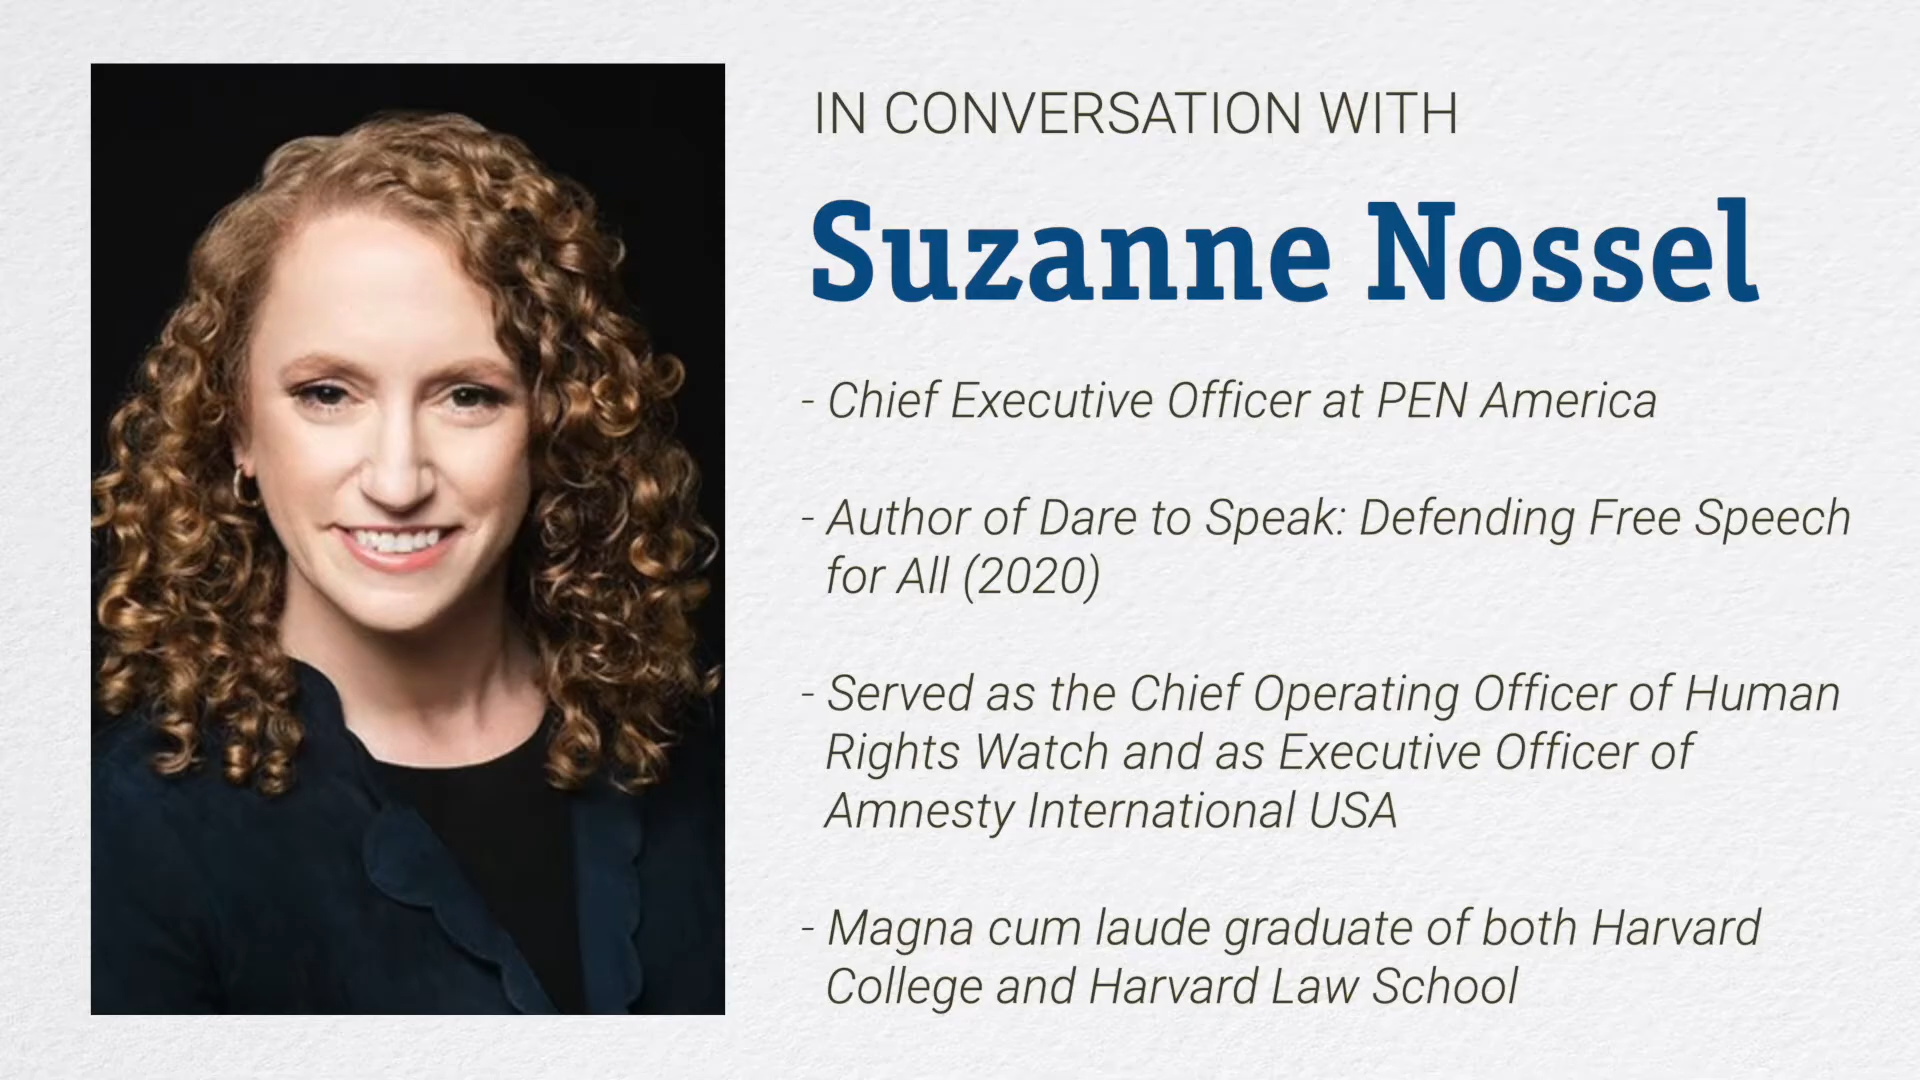 IN CONVERSATION WITH
Suzanne Nossel
- Chief Executive Officer at PEN America
- Author of Dare to Speak: Defending Free Speech
for All (2020)
- Served as the Chief Operating Officer of Human
Rights Watch and as Executive Officer of
Amnesty International USA
- Magna cum laude graduate of both Harvard
College and Harvard Law School